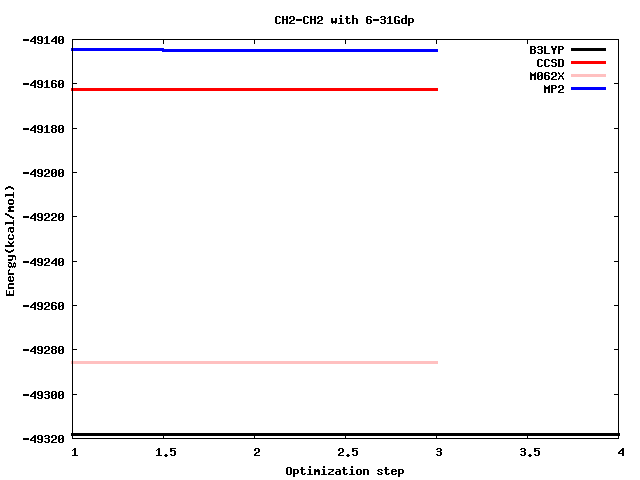 CH2-CH2 with 6-31Gdp
-49140
-49160
-49180
-49200
-49220
-49240
-49260
-49280
-49300
-49320
Energy(kcal/mol)
B3LYP
CCSD
M062X
MP2
1 1.5 2 2.5 3 3.5 4
Optimization step